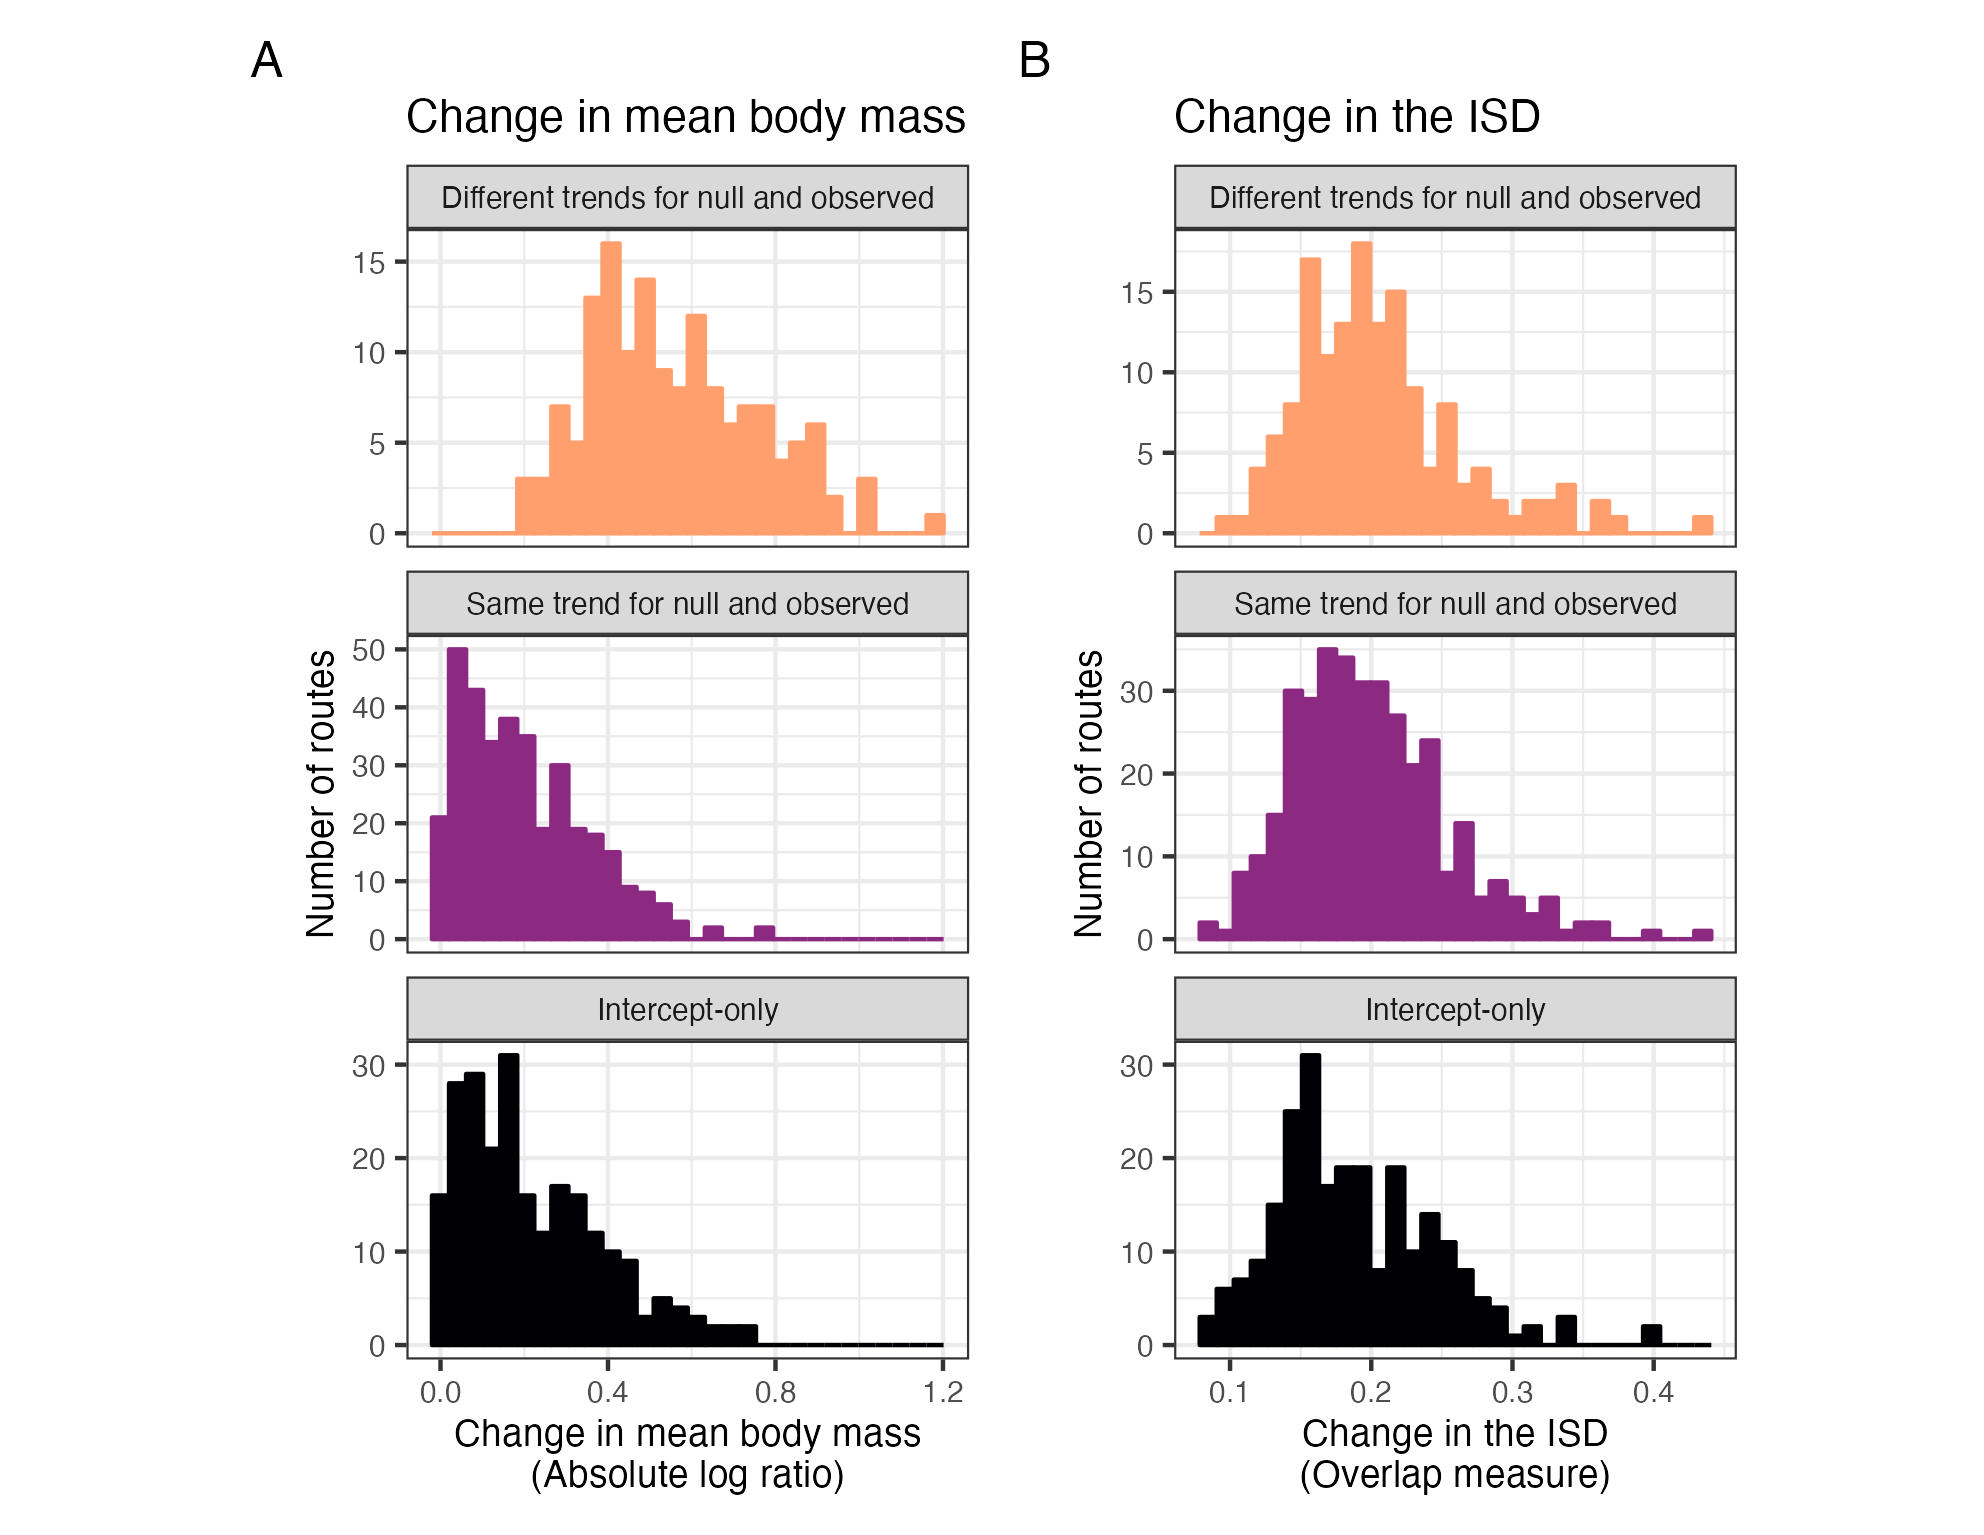 A
Change in mean body mass
Different trends for null and observed
15
10
5
0
Same trend for null and observed
50
40
30
20
10
0
Intercept-only
30
20
10
0
0.0 0.4 0.8 1.2
Number of routes
Change in mean body mass
(Absolute log ratio)
B
Change in the ISD
Different trends for null and observed
15
10
5
0
Same trend for null and observed
30
20
10
0
Intercept-only
30
20
10
0
0.1 0.2 0.3 0.4
Number of routes
Change in the ISD
(Overlap measure)